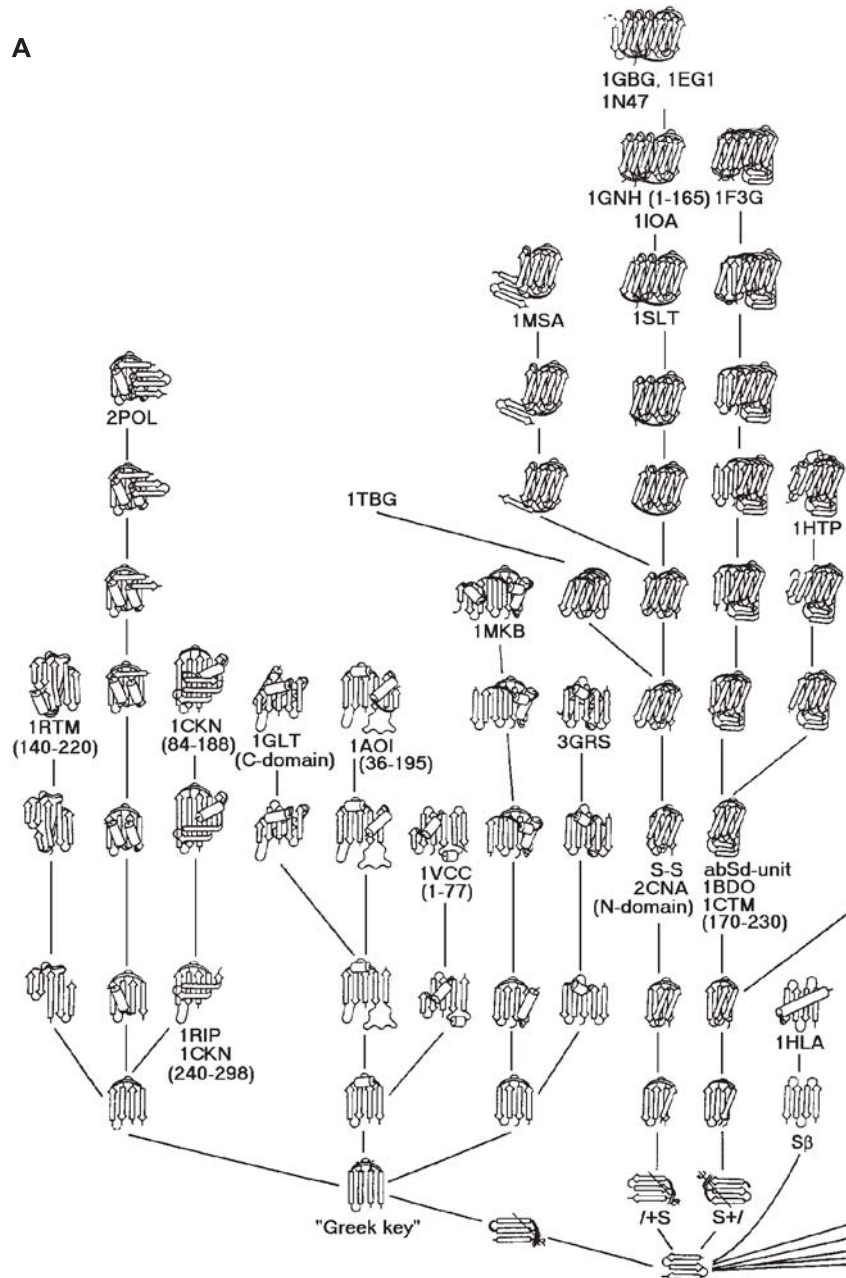 A
1GBG, 1EG1
1N47
1GNH (1-165)
1IOA
1F3G
1MSA
1SLT
2POL
1TBG
1HTP
1MKB
1RTM
(140-220)
1CKN
(84-188)
1GLT
(C-domain)
1AOI
(36-195)
3GRS
1VCC
(1-77)
S-S
2CNA
(N-domain)
abSd-unit
1BDO
1CTM
(170-230)
1RIP
1CKN
(240-298)
1HLA
Sβ
"Greek key"
/+S
S+/